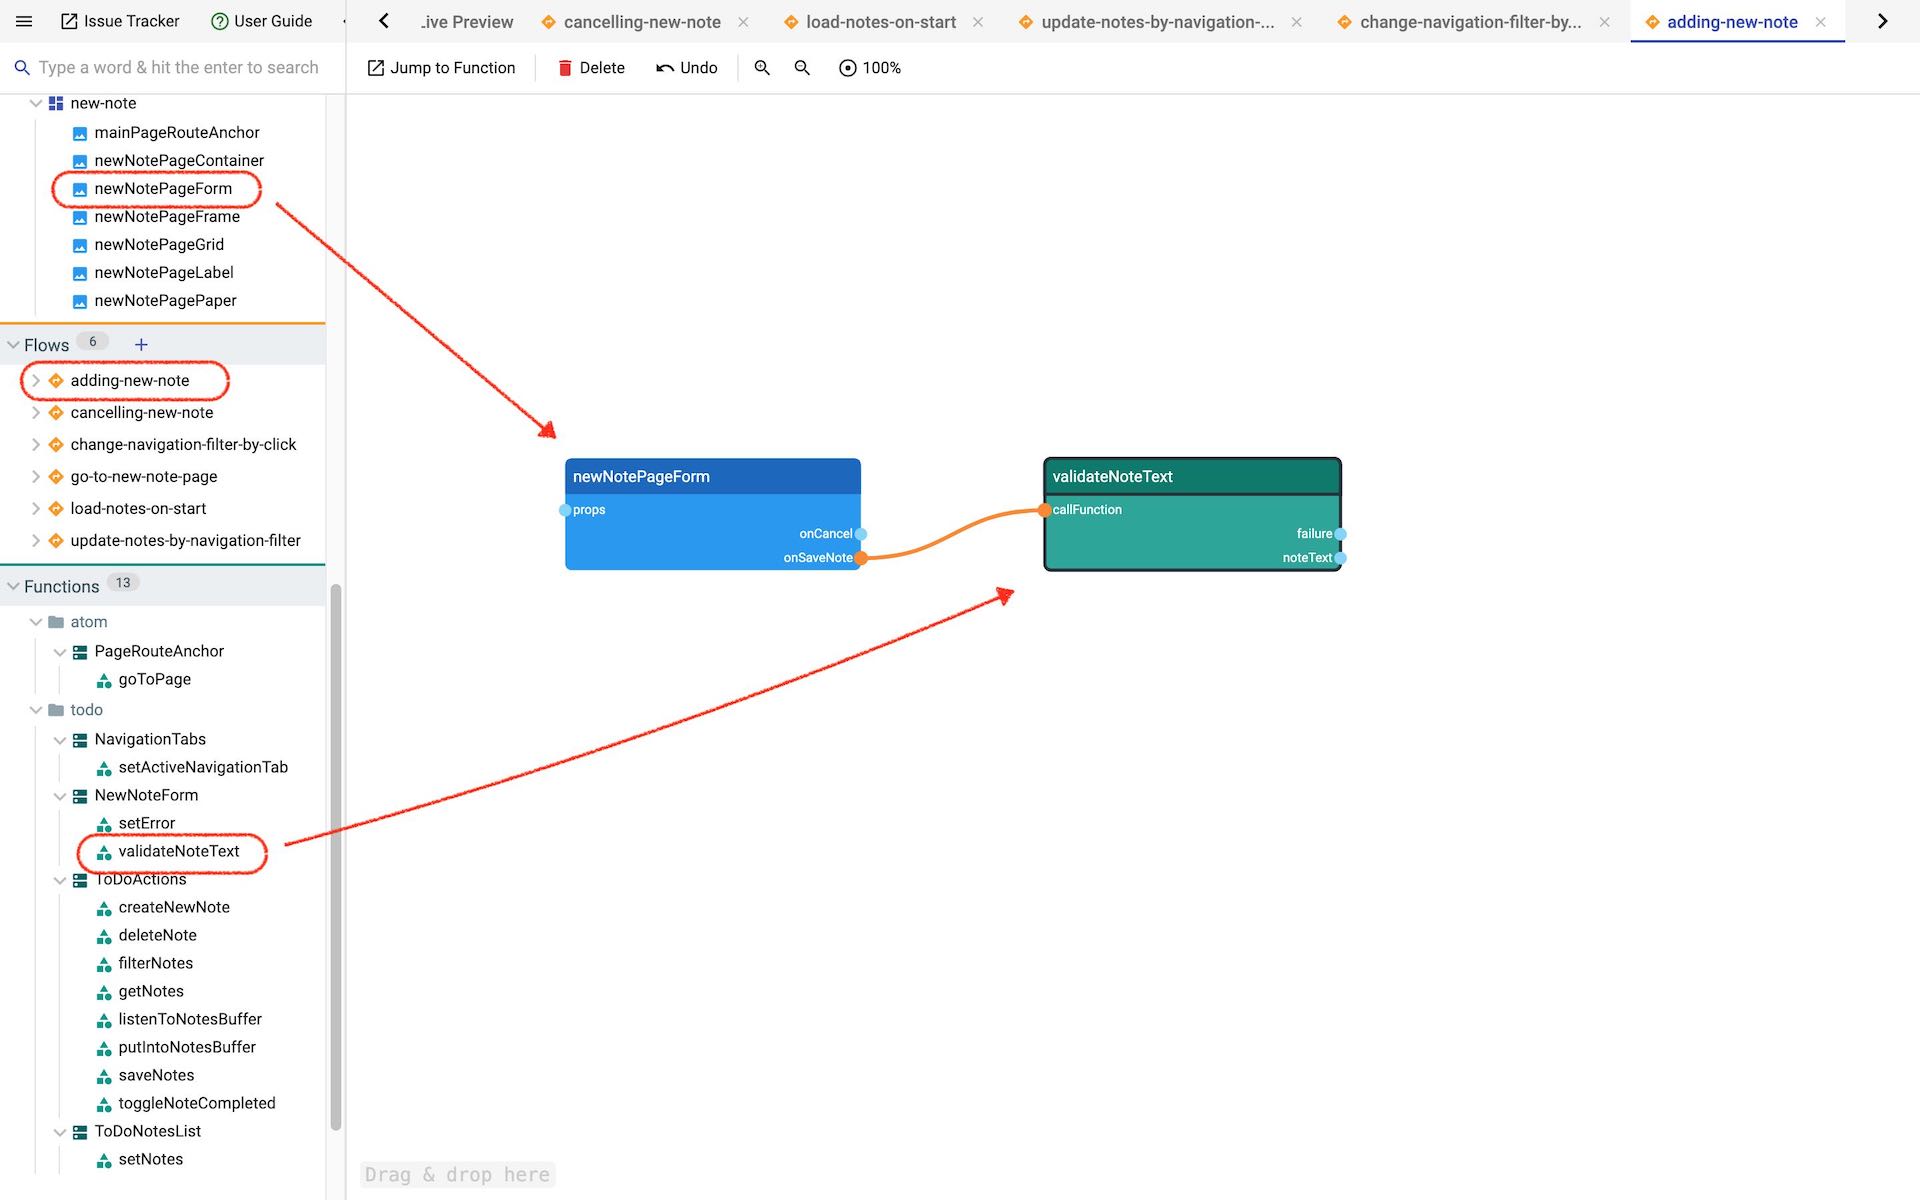 Issue Tracker
User Guide
Live Preview
cancelling-new-note
load-notes-on-start
update-notes-by-navigation-...
change-navigation-filter-by...
adding-new-note
Type a word & hit the enter to search
Jump to Function
Delete
Undo
100%
new-note
mainPageRouteAnchor
newNotePageContainer
newNotePageForm
newNotePageFrame
newNotePageGrid
newNotePageLabel
newNotePagePaper
Flows 6 +
adding-new-note
cancelling-new-note
change-navigation-filter-by-click
go-to-new-note-page
load-notes-on-start
update-notes-by-navigation-filter
Functions 13
atom
PageRouteAnchor
goToPage
todo
NavigationTabs
setActiveNavigationTab
NewNoteForm
setError
validateNoteText
ToDoActions
createNewNote
deleteNote
filterNotes
getNotes
listenToNotesBuffer
putIntoNotesBuffer
saveNotes
toggleNoteCompleted
ToDoNotesList
setNotes
newNotePageForm
props
onCancel
onSaveNote
validateNoteText
callFunction
failure
noteText
Drag & drop here